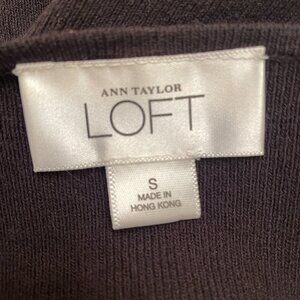 ANN TAYLOR
LOFT
S
MADE IN
HONG KONG